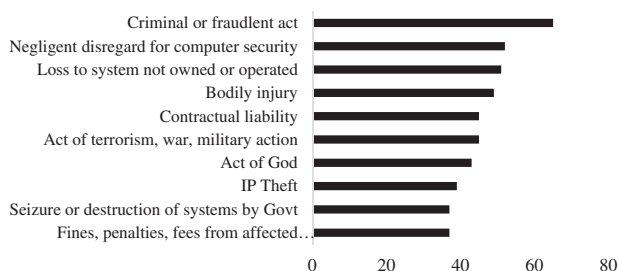 Criminal or fraudlent act
Negligent disregard for computer security
Loss to system not owned or operated
Bodily injury
Contractual liability
Act of terrorism, war, military action
Act of God
IP Theft
Seizure or destruction of systems by Govt
Fines, penalties, fees from affected…
0 20 40 60 80